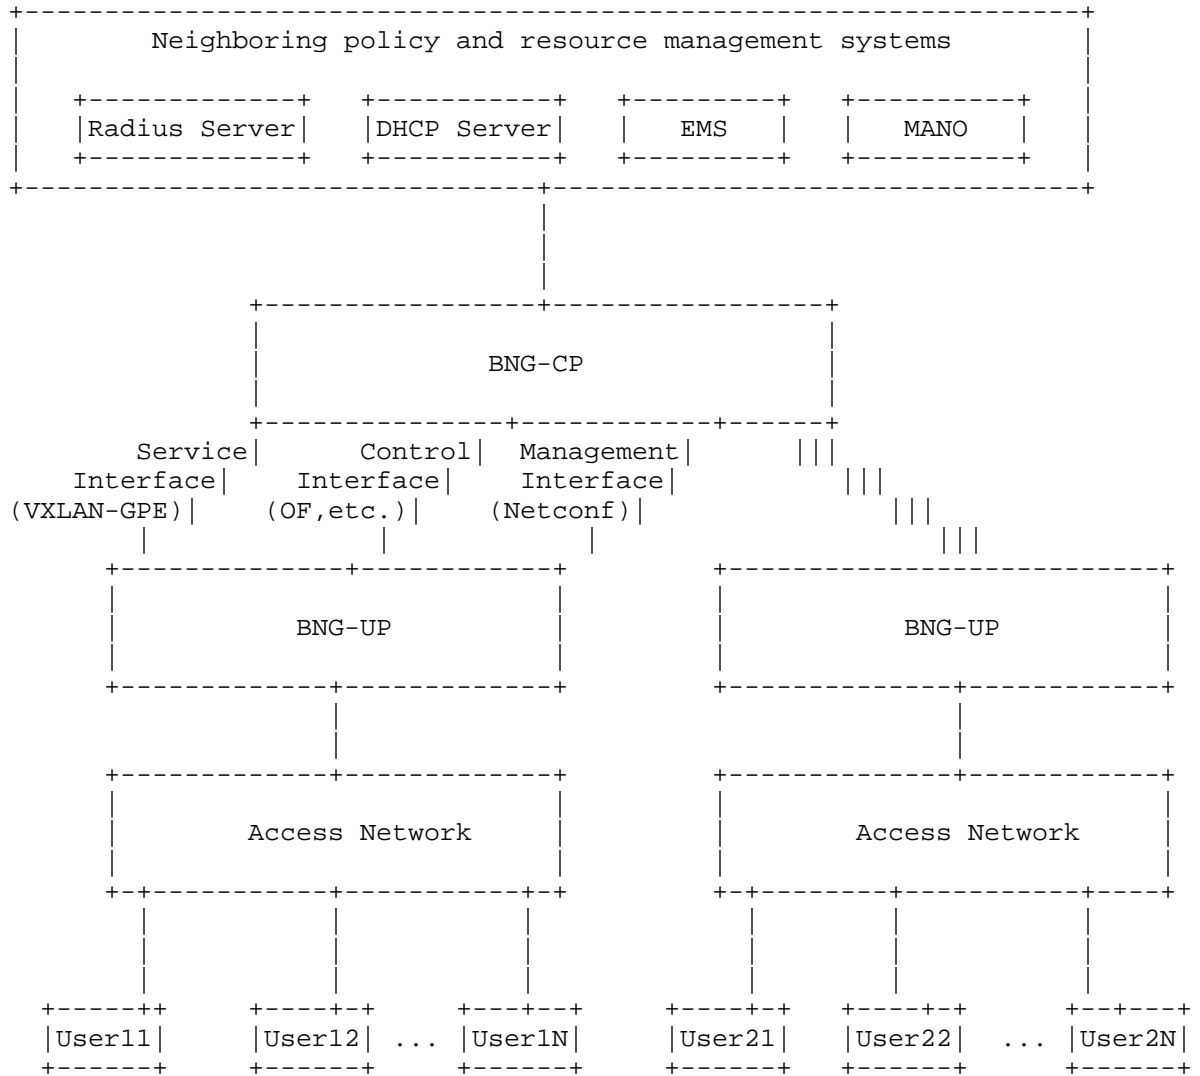 Neighboring policy and resource management systems
Radius Server DHCP Server EMS MANO
BNG-CP
Service Control Management
Interface Interface Interface
(VXLAN-GPE) (OF,etc.) (Netconf)
BNG-UP BNG-UP
Access Network Access Network
User11 User12 ... User1N User21 User22 ... User2N